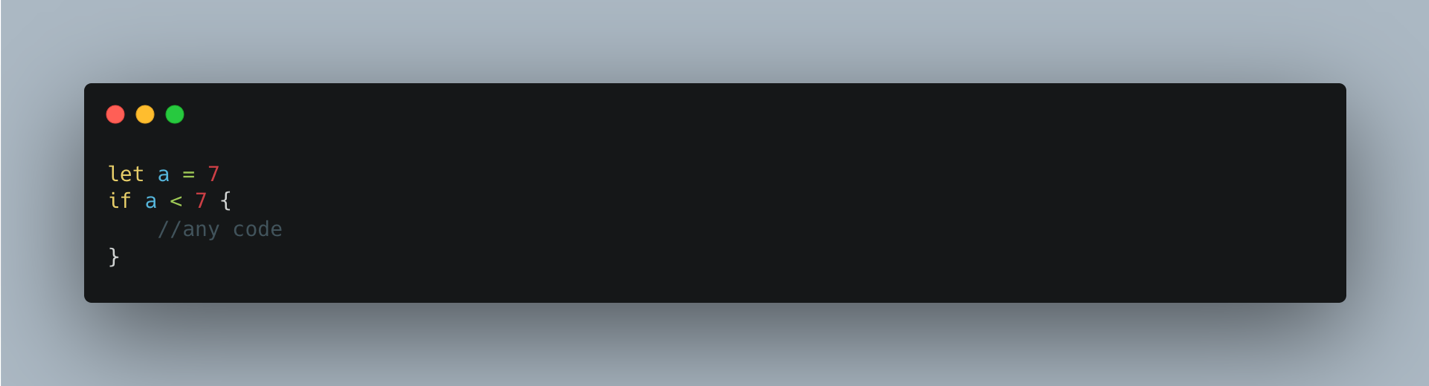 let a = 7
if a < 7 {
    //any code
}